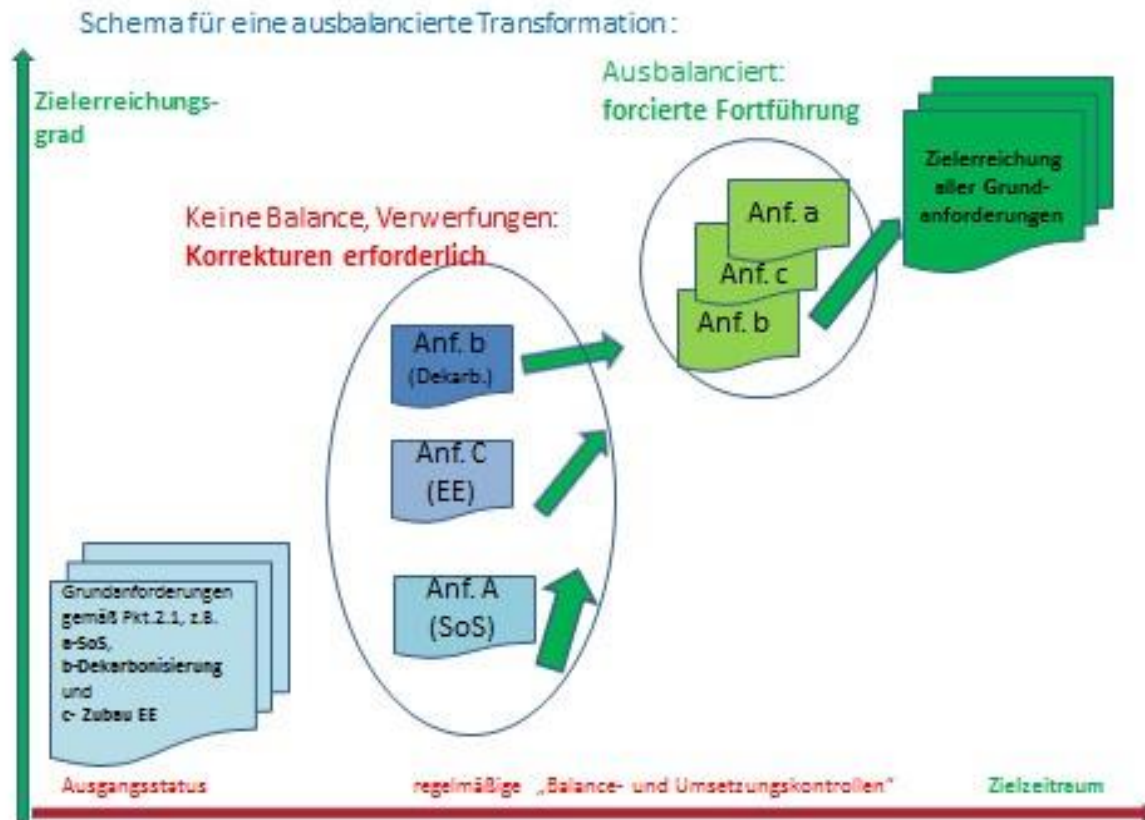 Schema für eine ausbalancierte Transformation:
Zielerreichungs-
grad
Ausbalanciert:
forcierte Fortführung
Zielerreichung
aller Grund-
anforderungen
Keine Balance, Verwerfungen:
Korrekturen erforderlich
Anf. a
Anf. c
Anf. b
Anf. b
(Dekarb.)
Anf. C
(EE)
Anf. A
(SoS)
Grundanforderungen
gemäß Pkt.2.1, z.B.
a-SoS,
b-Dekarbonisierung
und
c- Zubau EE
Ausgangsstatus
regelmäßige „Balance- und Umsetzungskontrollen“
Zielzeitraum